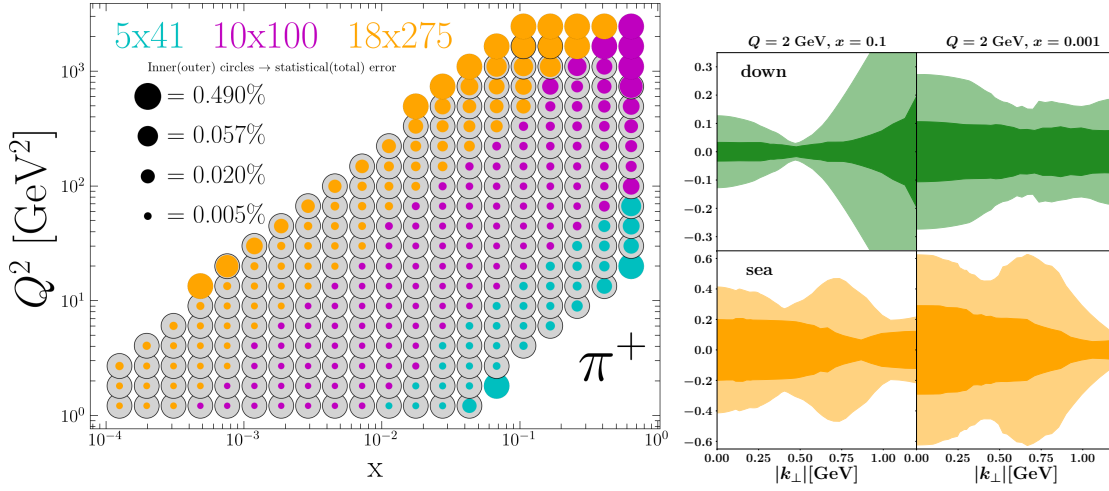 5x41 10x100 18x275
Inner(outer) circles → statistical(total) error
= 0.490%
= 0.057%
= 0.020%
= 0.005%
π+
Q² [GeV²]
10³
10²
10¹
10⁰
10⁻⁴ 10⁻³ 10⁻² 10⁻¹ 10⁰
x
Q = 2 GeV, x = 0.1
Q = 2 GeV, x = 0.001
down
0.3
0.2
0.1
0.0
−0.1
−0.2
−0.3
sea
0.6
0.4
0.2
0.0
−0.2
−0.4
−0.6
0.00 0.25 0.50 0.75 1.00
0.00 0.25 0.50 0.75 1.00
|k⊥|[GeV]
|k⊥|[GeV]